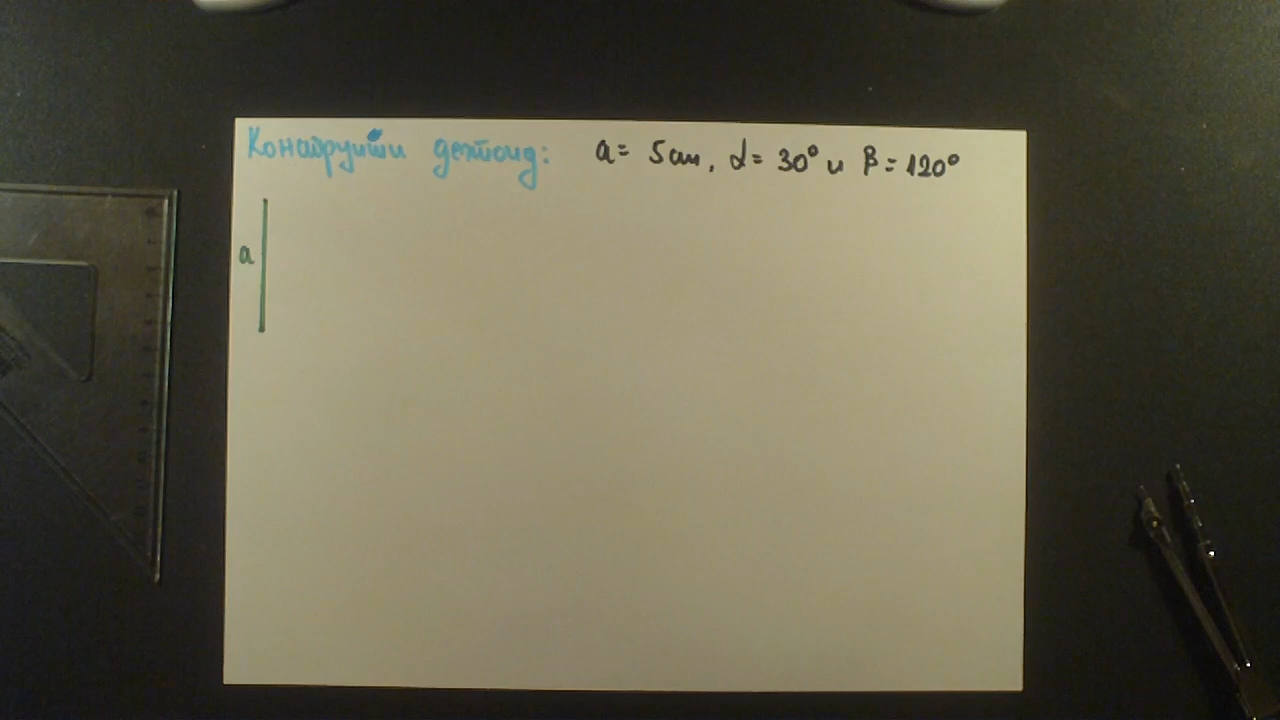 Конструиши делтоид: a = 5cm, α = 30° и β = 120°
a